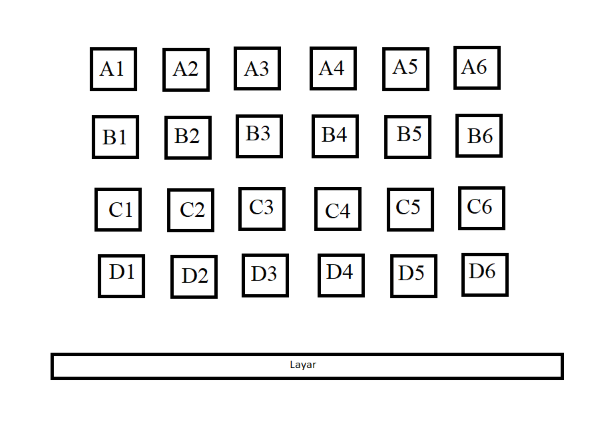 A1 A2 A3 A4 A5 A6
B1 B2 B3 B4 B5 B6
C1 C2 C3 C4 C5 C6
D1 D2 D3 D4 D5 D6
Layar